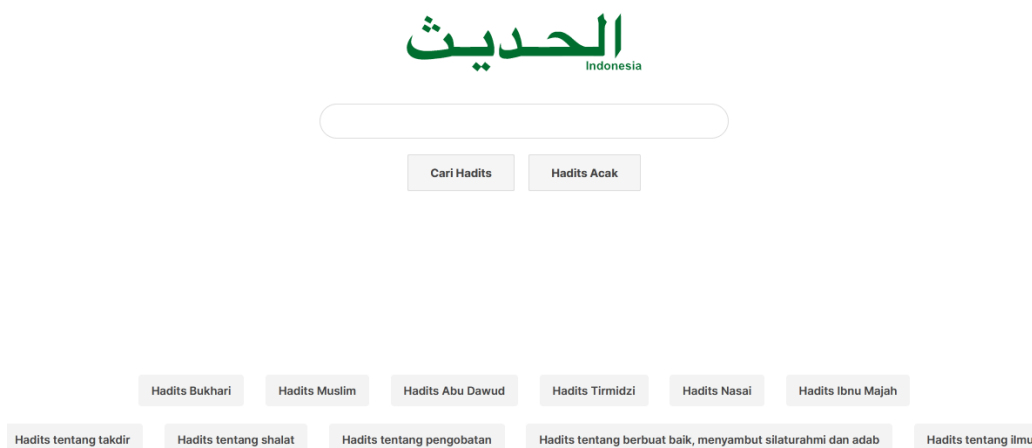 الحديث
Indonesia
Cari Hadits
Hadits Acak
Hadits Bukhari
Hadits Muslim
Hadits Abu Dawud
Hadits Tirmidzi
Hadits Nasai
Hadits Ibnu Majah
Hadits tentang takdir
Hadits tentang shalat
Hadits tentang pengobatan
Hadits tentang berbuat baik, menyambut silaturahmi dan adab
Hadits tentang ilmu